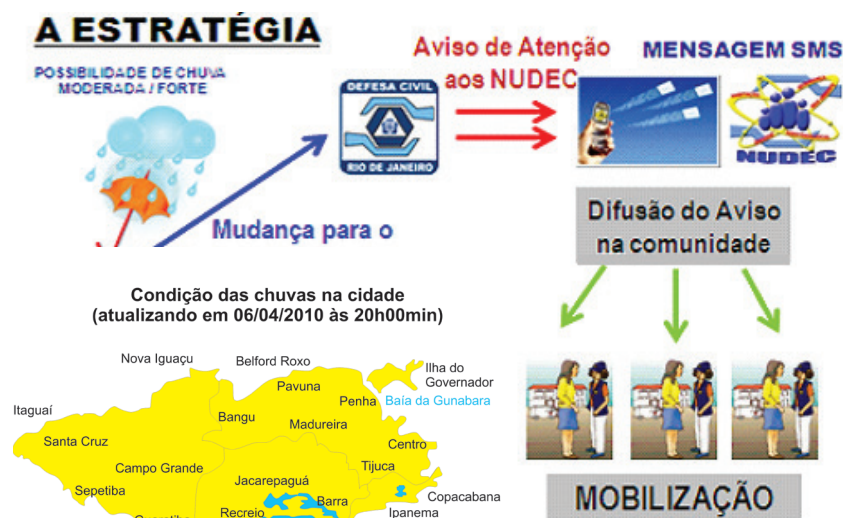 A ESTRATÉGIA
POSSIBILIDADE DE CHUVA
MODERADA / FORTE
DEFESA CIVIL
RIO DE JANEIRO
Aviso de Atenção
aos NUDEC
MENSAGEM SMS
NUDEC
Mudança para o
Difusão do Aviso
na comunidade
MOBILIZAÇÃO
Condição das chuvas na cidade
(atualizando em 06/04/2010 às 20h00min)
Nova Iguaçu
Belford Roxo
Ilha do
Governador
Pavuna
Penha
Baía da Gunabara
Itaguaí
Bangu
Madureira
Santa Cruz
Centro
Campo Grande
Tijuca
Sepetiba
Jacarepaguá
Barra
Copacabana
Recreio
Ipanema